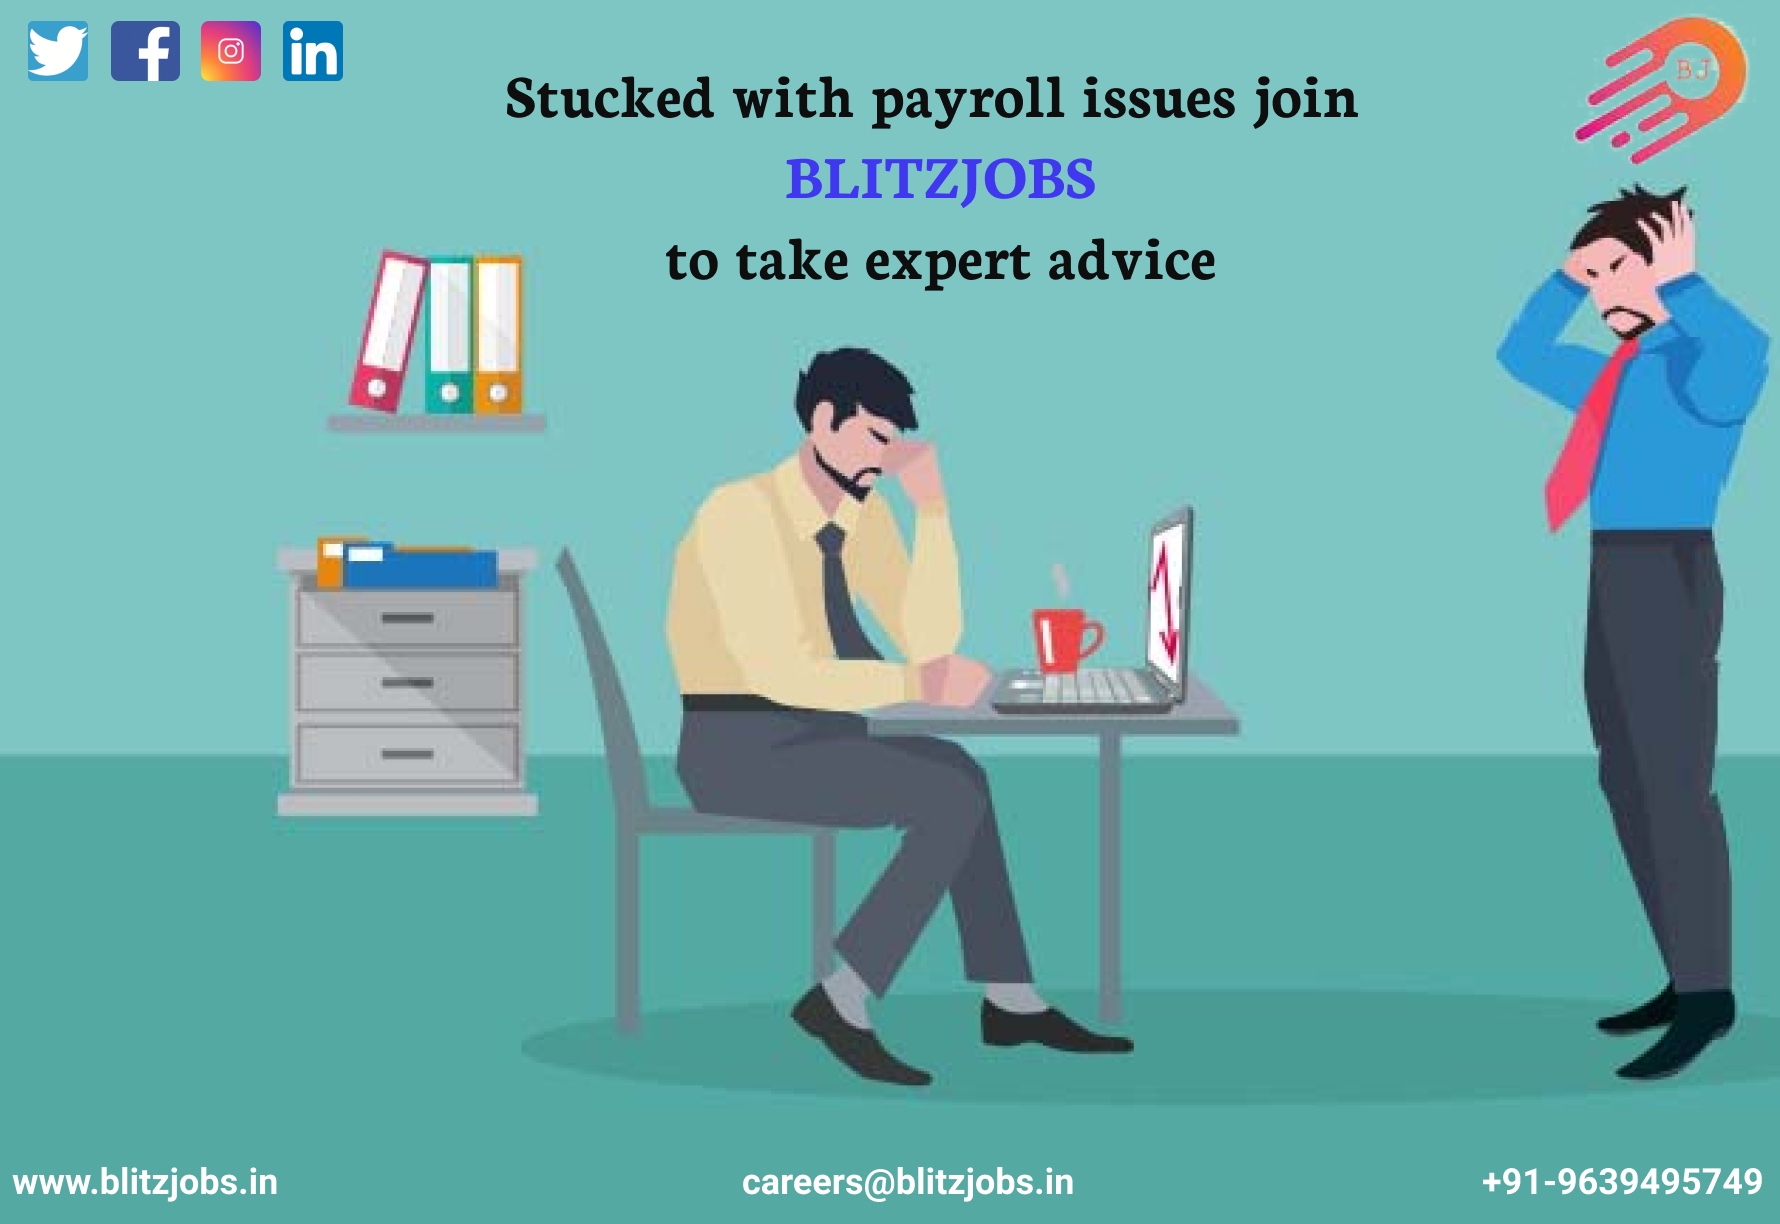 in
BJ
Stucked with payroll issues join
BLITZJOBS
to take expert advice
www.blitzjobs.in
careers@blitzjobs.in
+91-9639495749